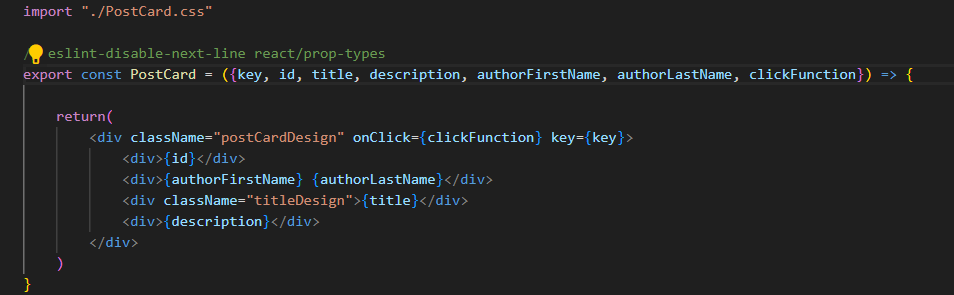 import "./PostCard.css"
/ eslint-disable-next-line react/prop-types
export const PostCard = ({key, id, title, description, authorFirstName, authorLastName, clickFunction}) => {
return(
<div className="postCardDesign" onClick={clickFunction} key={key}>
<div>{id}</div>
<div>{authorFirstName} {authorLastName}</div>
<div className="titleDesign">{title}</div>
<div>{description}</div>
</div>
)
}